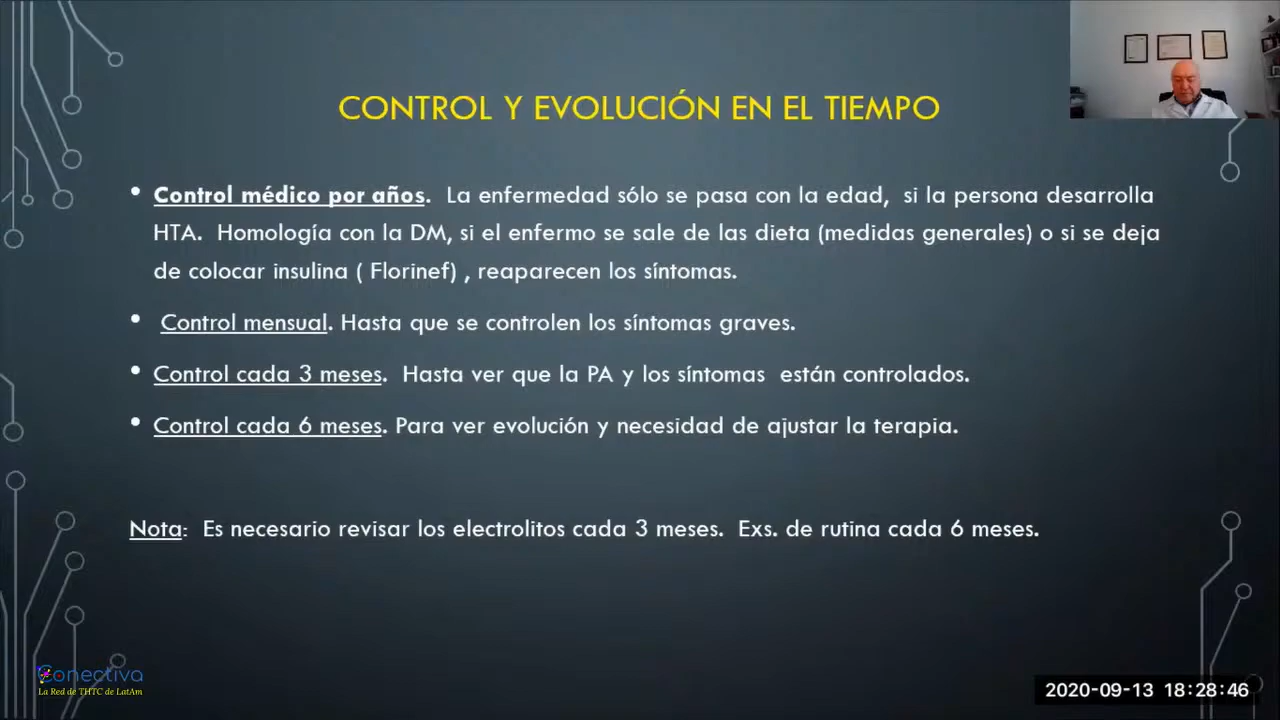 CONTROL Y EVOLUCIÓN EN EL TIEMPO
• Control médico por años.  La enfermedad sólo se pasa con la edad,  si la persona desarrolla
HTA.  Homología con la DM, si el enfermo se sale de las dieta (medidas generales) o si se deja
de colocar insulina ( Florinef) , reaparecen los síntomas.
• Control mensual. Hasta que se controlen los síntomas graves.
• Control cada 3 meses.  Hasta ver que la PA y los síntomas  están controlados.
• Control cada 6 meses. Para ver evolución y necesidad de ajustar la terapia.
Nota:  Es necesario revisar los electrolitos cada 3 meses.  Exs. de rutina cada 6 meses.
Conectiva
La Red de THTC de LatAm
2020-09-13 18:28:46